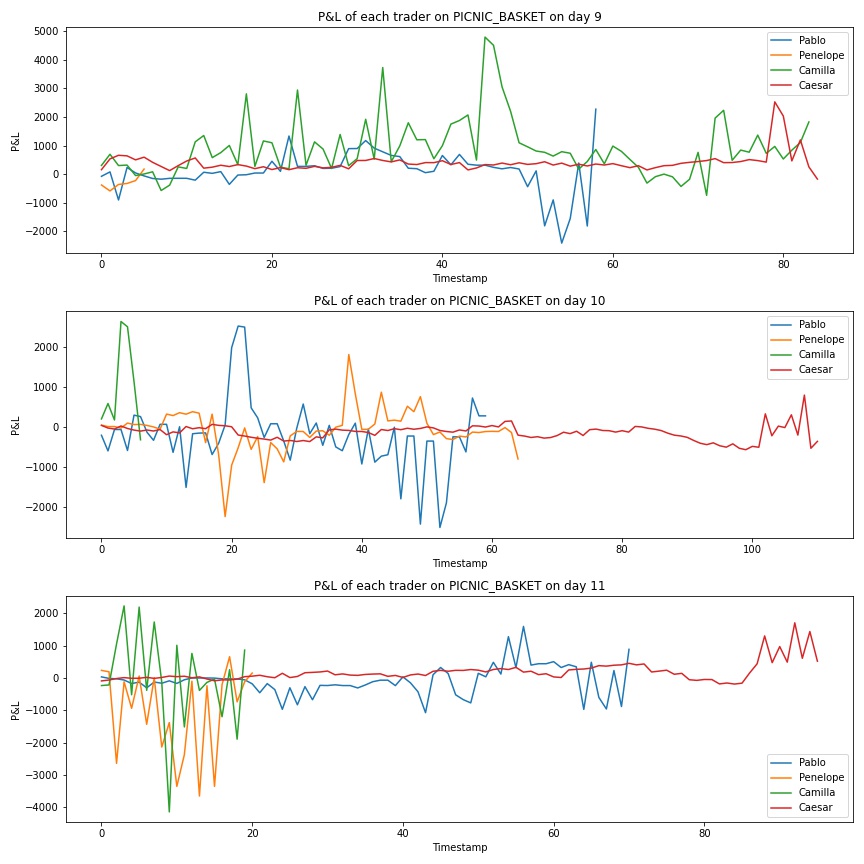 P&L of each trader on PICNIC_BASKET on day 9
5000
4000
3000
2000
1000
0
−1000
−2000
P&L
Pablo
Penelope
Camilla
Caesar
0 20 40 60 80
Timestamp
P&L of each trader on PICNIC_BASKET on day 10
2000
1000
0
−1000
−2000
P&L
Pablo
Penelope
Camilla
Caesar
0 20 40 60 80 100
Timestamp
P&L of each trader on PICNIC_BASKET on day 11
2000
1000
0
−1000
−2000
−3000
−4000
P&L
Pablo
Penelope
Camilla
Caesar
0 20 40 60 80
Timestamp